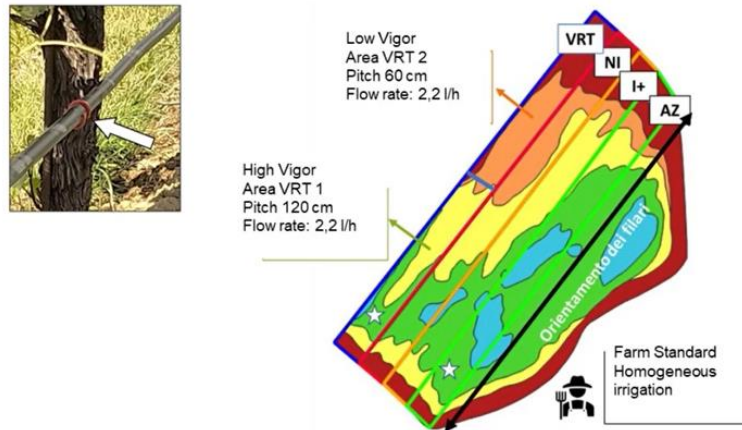 Low Vigor
Area VRT 2
Pitch 60 cm
Flow rate: 2,2 l/h
VRT
NI
I+
AZ
High Vigor
Area VRT 1
Pitch 120 cm
Flow rate: 2,2 l/h
Orientamento dei filari
Farm Standard
Homogeneous
irrigation